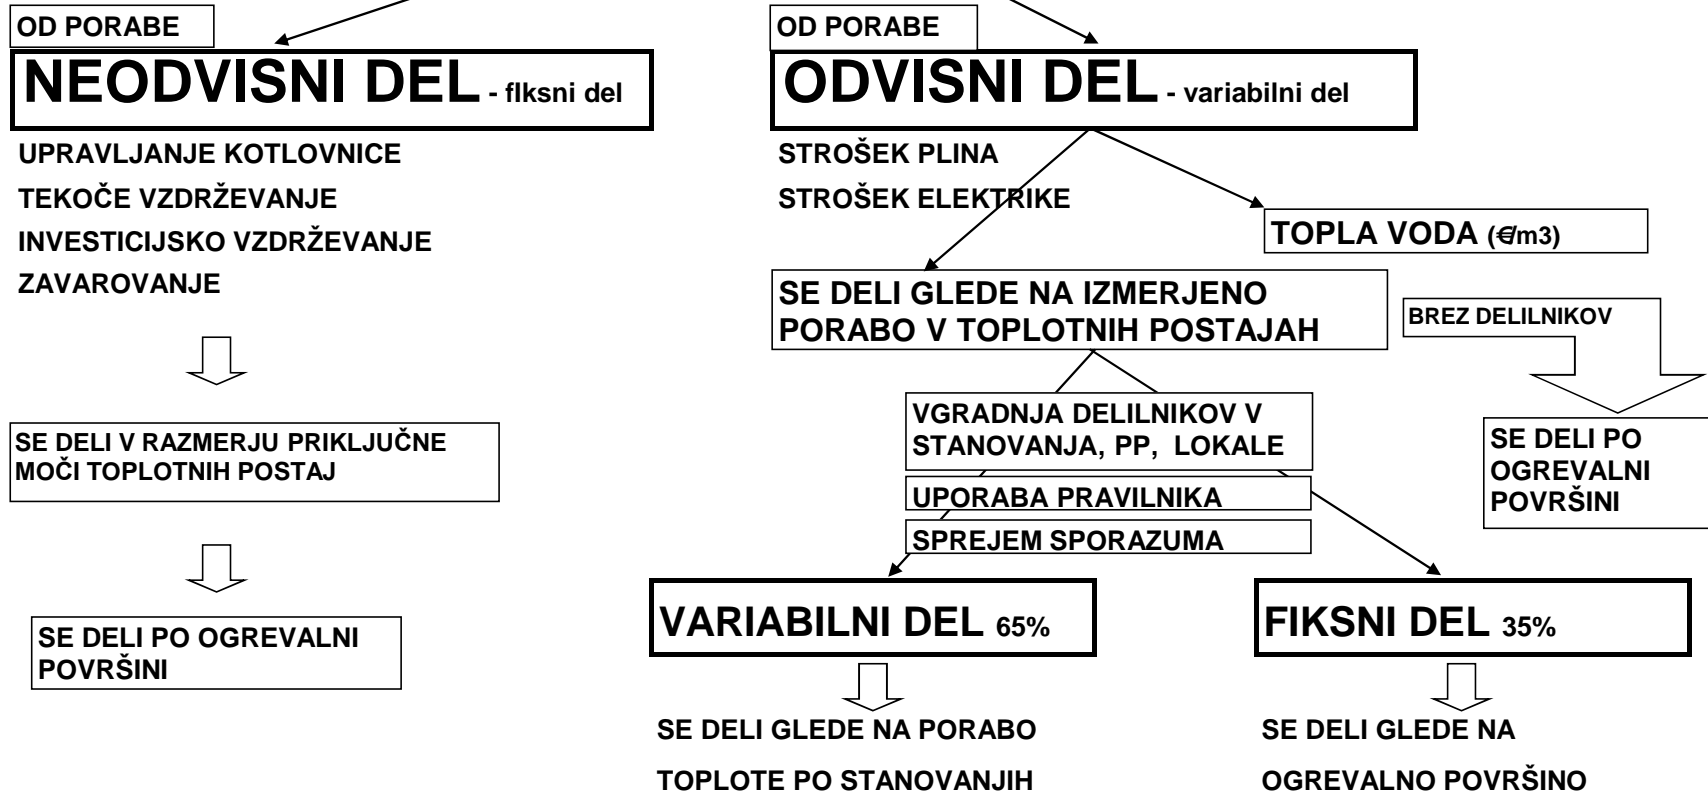 OD PORABE
NEODVISNI DEL - fIksni del
UPRAVLJANJE KOTLOVNICE
TEKOČE VZDRŽEVANJE
INVESTICIJSKO VZDRŽEVANJE
ZAVAROVANJE
SE DELI V RAZMERJU PRIKLJUČNE
MOČI TOPLOTNIH POSTAJ
SE DELI PO OGREVALNI
POVRŠINI
OD PORABE
ODVISNI DEL - variabilni del
STROŠEK PLINA
STROŠEK ELEKTRIKE
TOPLA VODA (€/m3)
SE DELI GLEDE NA IZMERJENO
PORABO V TOPLOTNIH POSTAJAH
BREZ DELILNIKOV
SE DELI PO
OGREVALNI
POVRŠINI
VGRADNJA DELILNIKOV V
STANOVANJA, PP, LOKALE
UPORABA PRAVILNIKA
SPREJEM SPORAZUMA
VARIABILNI DEL 65%
SE DELI GLEDE NA PORABO
TOPLOTE PO STANOVANJIH
FIKSNI DEL 35%
SE DELI GLEDE NA
OGREVALNO POVRŠINO